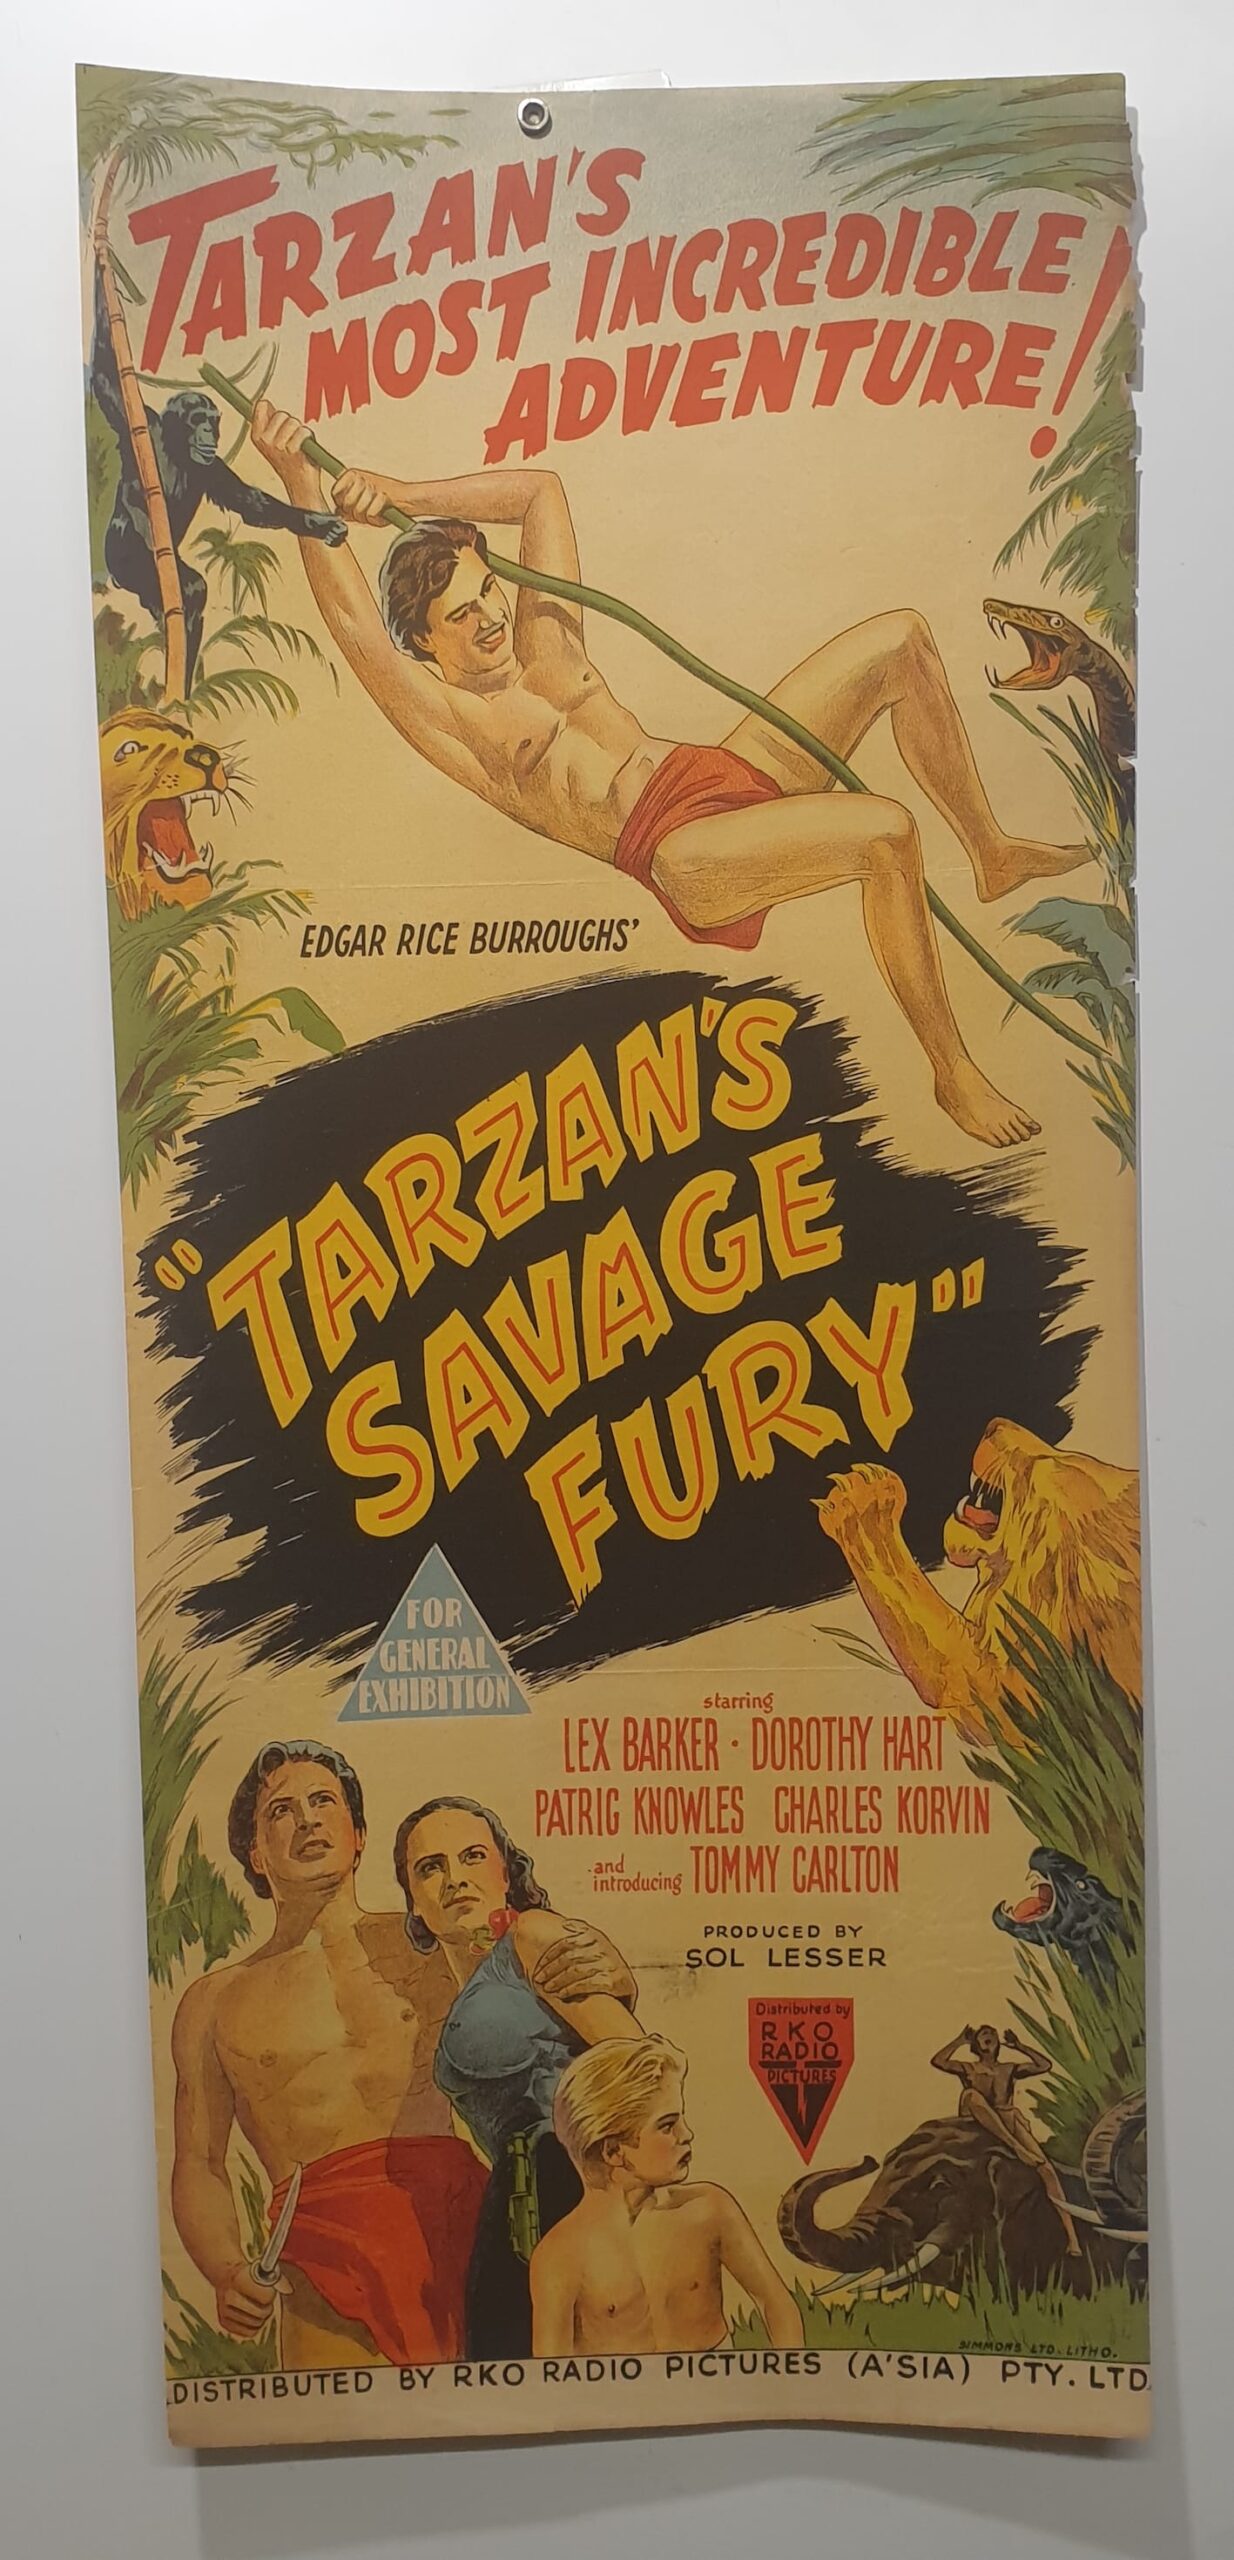 TARZAN'S
MOST INCREDIBLE
ADVENTURE!
EDGAR RICE BURROUGHS'
"TARZAN'S
SAVAGE
FURY"
FOR
GENERAL
EXHIBITION
starring
LEX BARKER · DOROTHY HART
PATRIG KNOWLES CHARLES KORVIN
and
introducing TOMMY CARLTON
PRODUCED BY
SOL LESSER
Distributed by
RKO
RADIO
PICTURES
SIMMONS LTD. LITHO.
DISTRIBUTED BY RKO RADIO PICTURES (A'SIA) PTY. LTD.